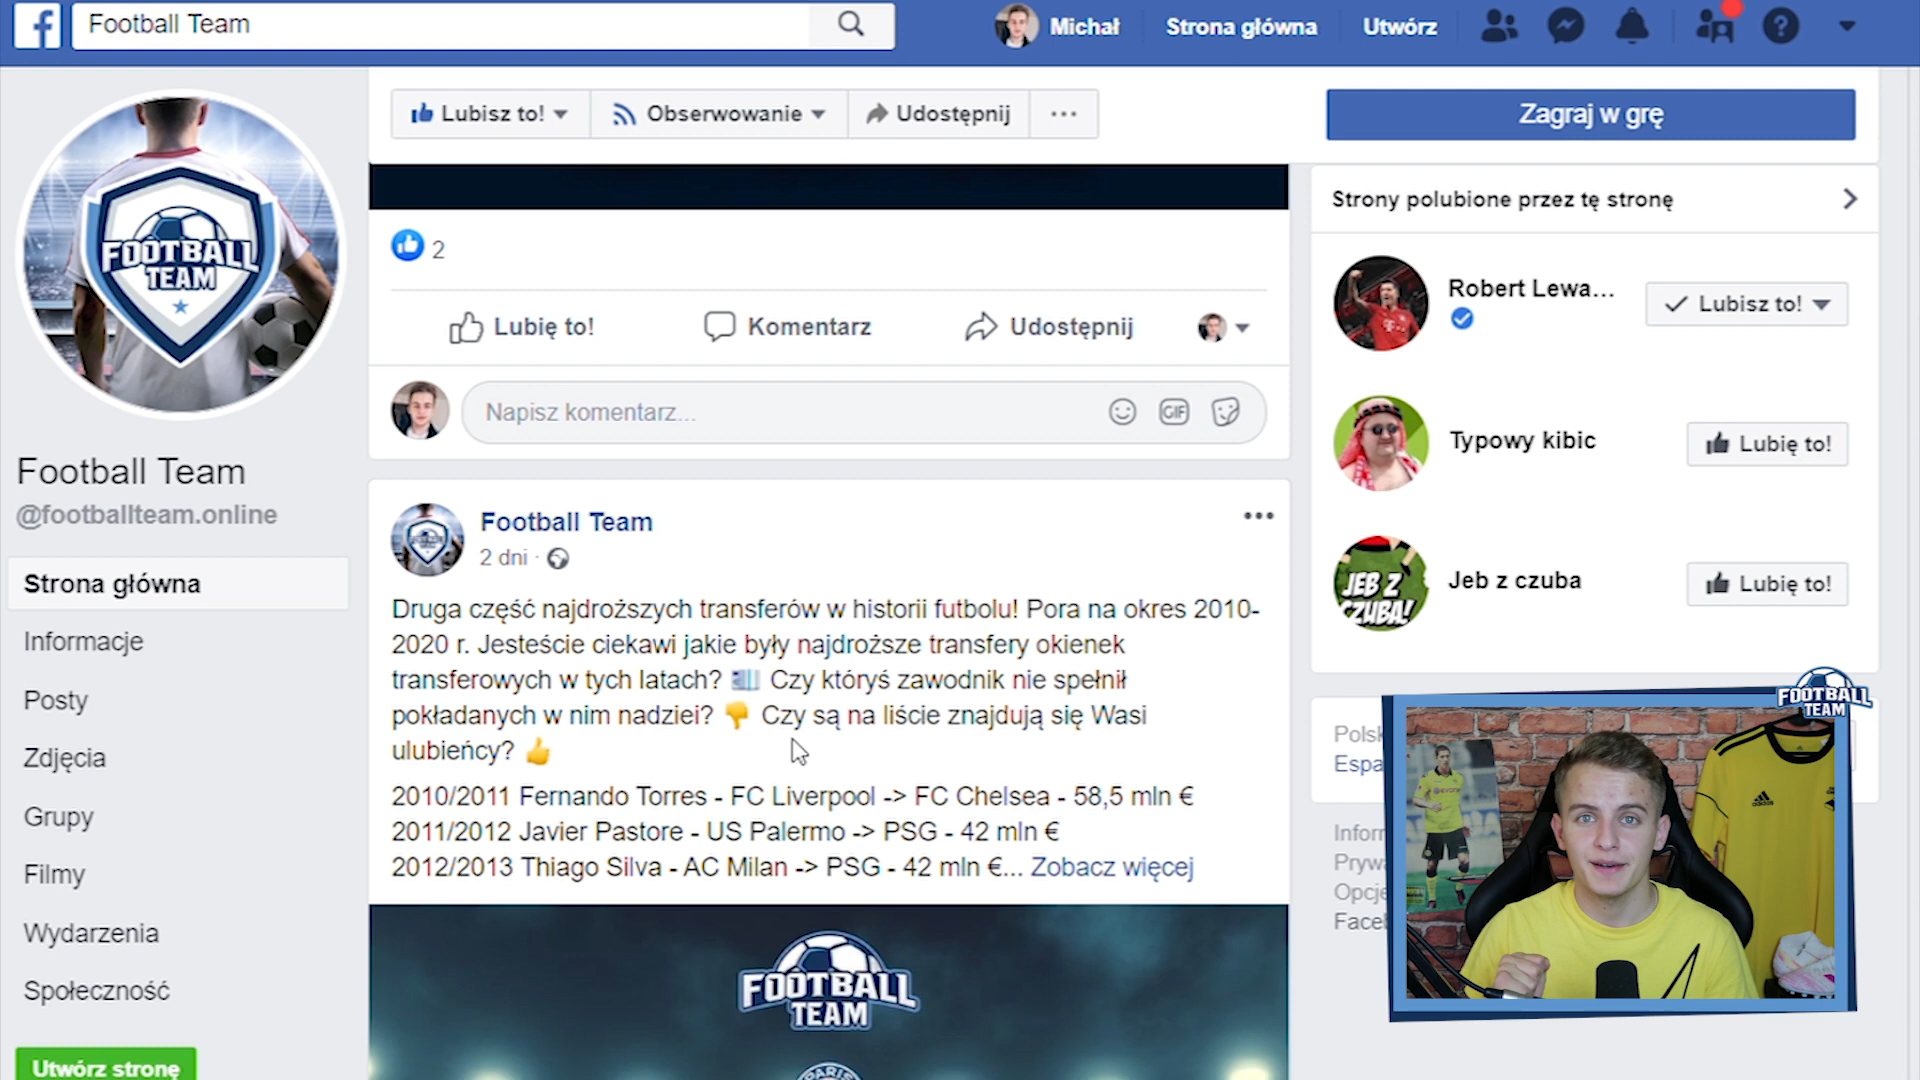 Football Team
Michał
Strona główna
Utwórz
Lubisz to!
Obserwowanie
Udostępnij
Zagraj w grę
FOOTBALL
TEAM
Football Team
@footballteam.online
Strona główna
Informacje
Posty
Zdjęcia
Grupy
Filmy
Wydarzenia
Społeczność
Utwórz stronę
2
Lubię to!
Komentarz
Udostępnij
Napisz komentarz...
GIF
Football Team
2 dni
Druga część najdroższych transferów w historii futbolu! Pora na okres 2010-
2020 r. Jesteście ciekawi jakie były najdroższe transfery okienek
transferowych w tych latach? Czy któryś zawodnik nie spełnił
pokładanych w nim nadziei? 👎 Czy są na liście znajdują się Wasi
ulubieńcy? 👍
2010/2011 Fernando Torres - FC Liverpool -> FC Chelsea - 58,5 mln €
2011/2012 Javier Pastore - US Palermo -> PSG - 42 mln €
2012/2013 Thiago Silva - AC Milan -> PSG - 42 mln €... Zobacz więcej
FOOTBALL
TEAM
PARIS
Strony polubione przez tę stronę
Robert Lewa...
Lubisz to!
Typowy kibic
Lubię to!
JEB Z
CZUBA!
Jeb z czuba
Lubię to!
FOOTBALL
TEAM
adidas